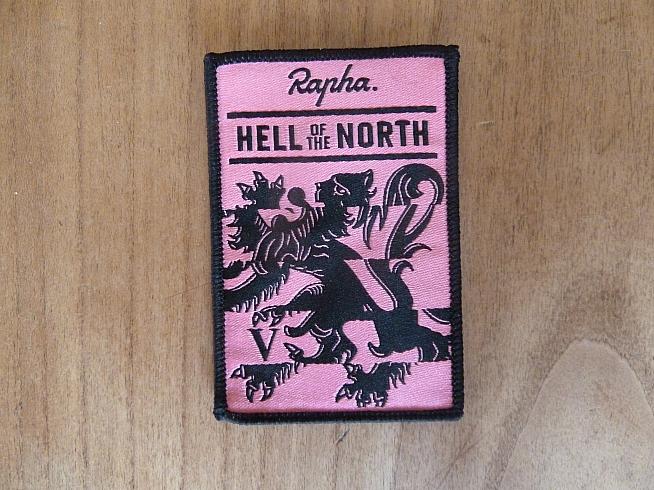 Rapha.
HELL OF THE NORTH
V